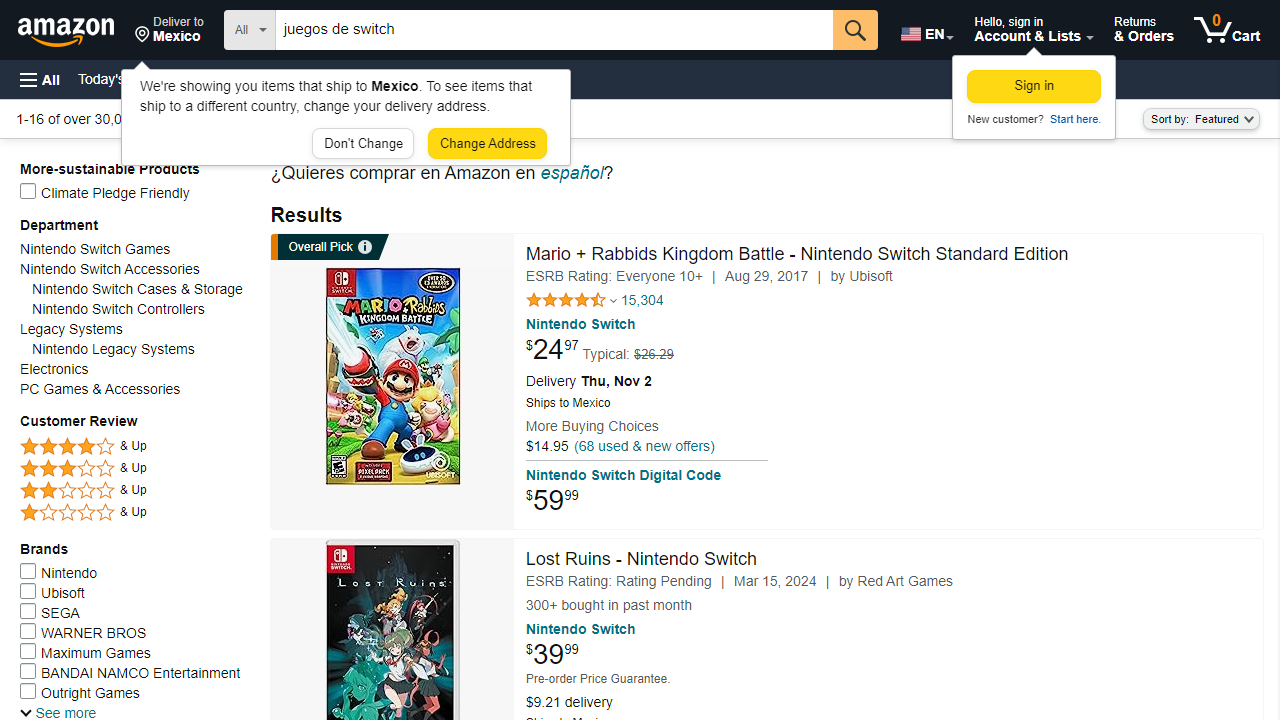 amazon
Deliver to
Mexico
All
juegos de switch
EN
Hello, sign in
Account & Lists
Returns
& Orders
0
Cart
All
Today's
We're showing you items that ship to Mexico. To see items that
ship to a different country, change your delivery address.
Don't Change
Change Address
Sign in
New customer? Start here.
1-16 of over 30,0
Sort by: Featured
More-sustainable Products
Climate Pledge Friendly
Department
Nintendo Switch Games
Nintendo Switch Accessories
Nintendo Switch Cases & Storage
Nintendo Switch Controllers
Legacy Systems
Nintendo Legacy Systems
Electronics
PC Games & Accessories
Customer Review
& Up
& Up
& Up
& Up
Brands
Nintendo
Ubisoft
SEGA
WARNER BROS
Maximum Games
BANDAI NAMCO Entertainment
Outright Games
See more
¿Quieres comprar en Amazon en español?
Results
Overall Pick
NINTENDO SWITCH
MARIO + Rabbids
KINGDOM BATTLE
UBISOFT
Mario + Rabbids Kingdom Battle - Nintendo Switch Standard Edition
ESRB Rating: Everyone 10+ | Aug 29, 2017 | by Ubisoft
15,304
Nintendo Switch
$24.97 Typical: $26.29
Delivery Thu, Nov 2
Ships to Mexico
More Buying Choices
$14.95 (68 used & new offers)
Nintendo Switch Digital Code
$59.99
NINTENDO SWITCH
LOST RUINS
Lost Ruins - Nintendo Switch
ESRB Rating: Rating Pending | Mar 15, 2024 | by Red Art Games
300+ bought in past month
Nintendo Switch
$39.99
Pre-order Price Guarantee.
$9.21 delivery